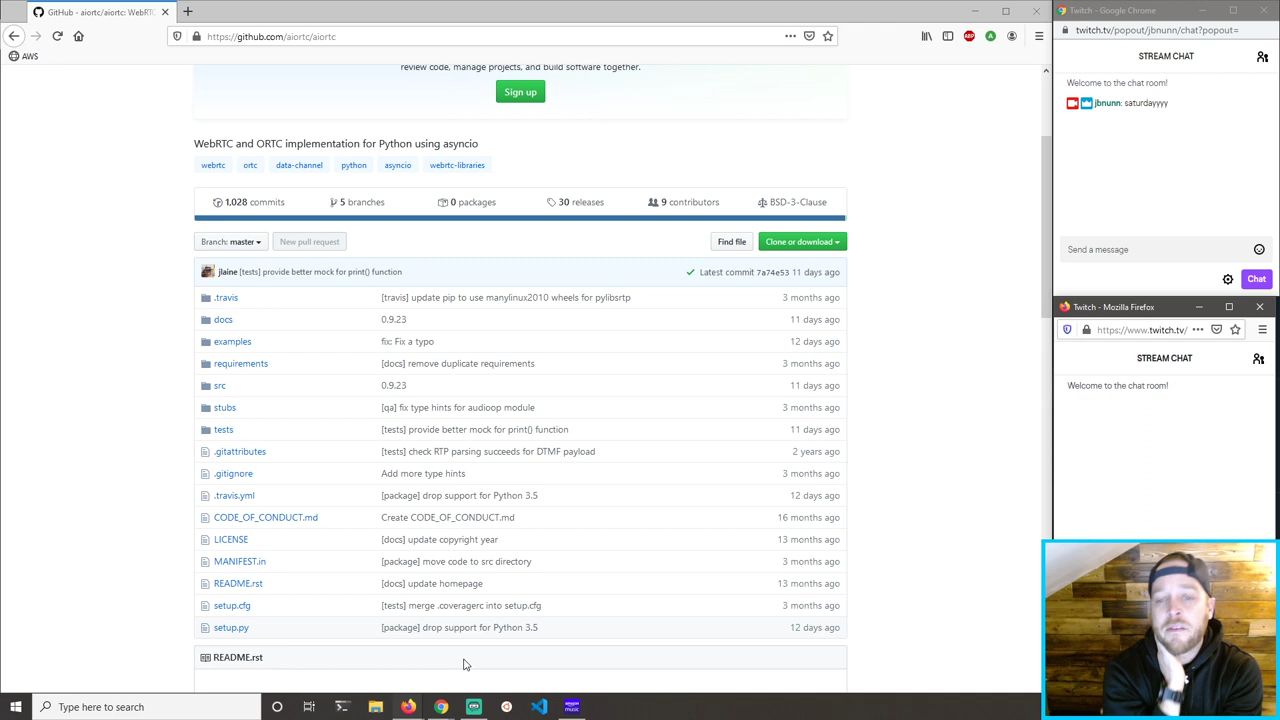 GitHub - aiortc/aiortc: WebRTC
https://github.com/aiortc/aiortc
AWS
review code, manage projects, and build software together.
Sign up
WebRTC and ORTC implementation for Python using asyncio
webrtc ortc data-channel python asyncio webrtc-libraries
1,028 commits 5 branches 0 packages 30 releases 9 contributors BSD-3-Clause
Branch: master New pull request Find file Clone or download
jlaine [tests] provide better mock for print() function Latest commit 7a74e53 11 days ago
.travis [travis] update pip to use manylinux2010 wheels for pylibsrtp 3 months ago
docs 0.9.23 11 days ago
examples fix: Fix a typo 12 days ago
requirements [docs] remove duplicate requirements 3 months ago
src 0.9.23 11 days ago
stubs [qa] fix type hints for audioop module 3 months ago
tests [tests] provide better mock for print() function 11 days ago
.gitattributes [tests] check RTP parsing succeeds for DTMF payload 2 years ago
.gitignore Add more type hints 3 months ago
.travis.yml [package] drop support for Python 3.5 12 days ago
CODE_OF_CONDUCT.md Create CODE_OF_CONDUCT.md 16 months ago
LICENSE [docs] update copyright year 13 months ago
MANIFEST.in [package] move code to src directory 3 months ago
README.rst [docs] update homepage 13 months ago
setup.cfg [tests] merge .coveragerc into setup.cfg 3 months ago
setup.py [package] drop support for Python 3.5 12 days ago
README.rst
Type here to search
amazon music
Twitch - Google Chrome
twitch.tv/popout/jbnunn/chat?popout=
STREAM CHAT
Welcome to the chat room!
jbnunn: saturdayyyy
Send a message
Chat
Twitch - Mozilla Firefox
https://www.twitch.tv/
STREAM CHAT
Welcome to the chat room!